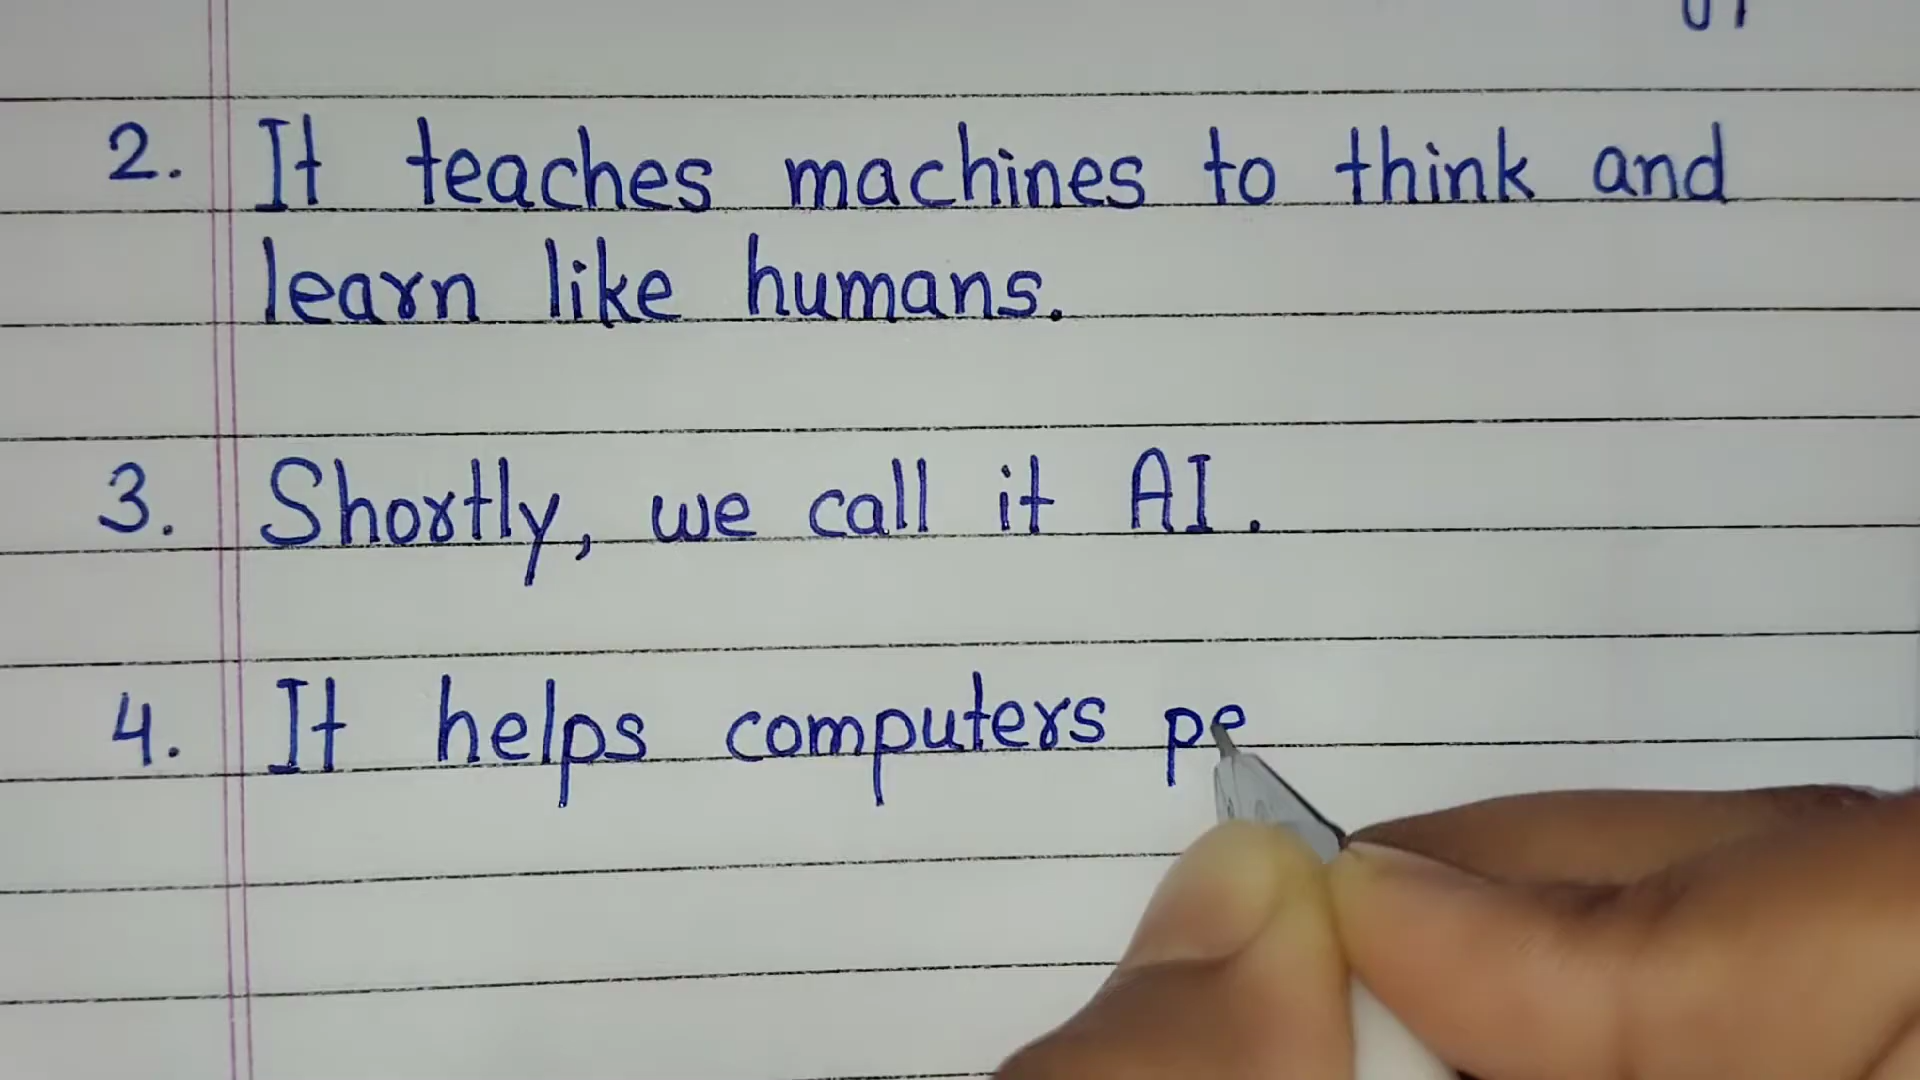 2. It teaches machines to think and
learn like humans.
3. Shortly, we call it AI.
4. It helps computers pe